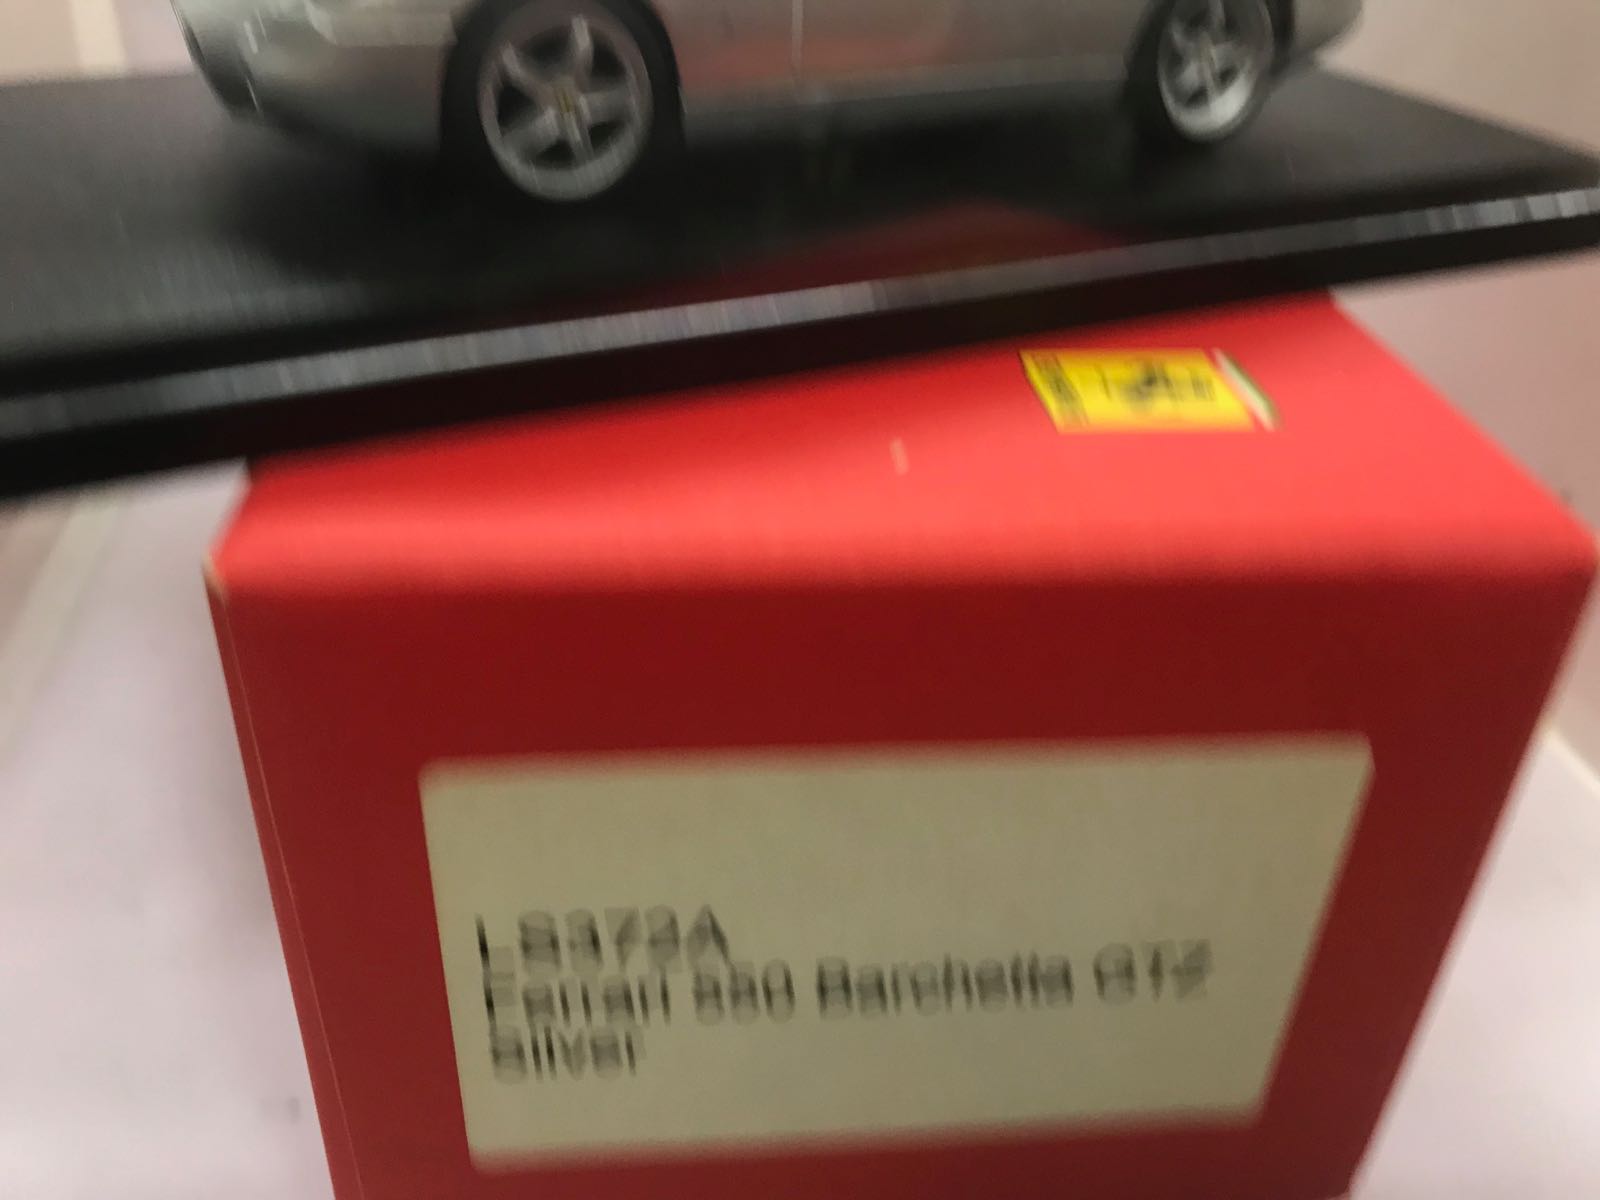 LS372A
Ferrari 550 Barchetta GTZ
Silver